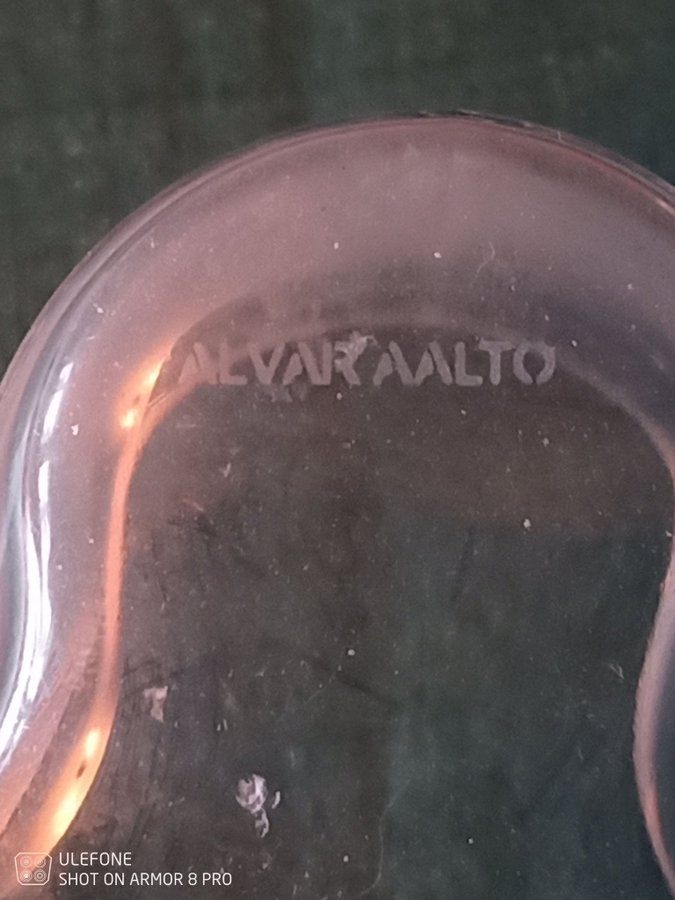 ALVAR AALTO
ULEFONE
SHOT ON ARMOR 8 PRO